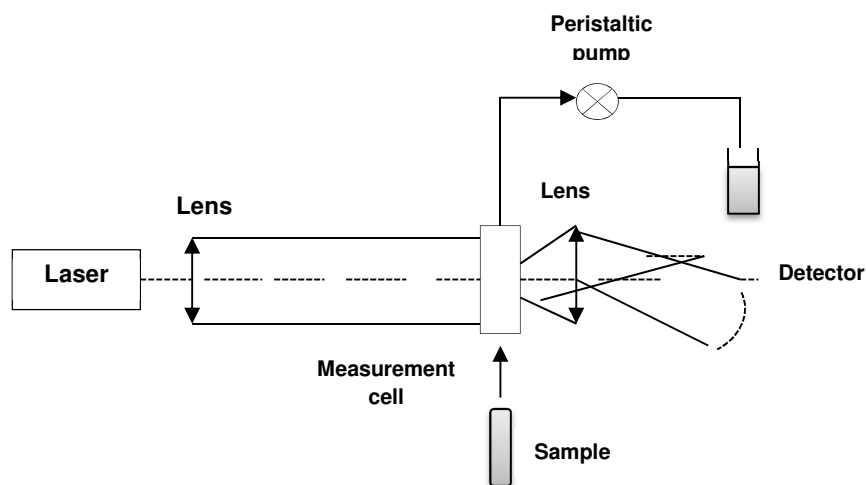 Peristaltic
pump
Lens
Lens
Laser
Detector
Measurement
cell
Sample